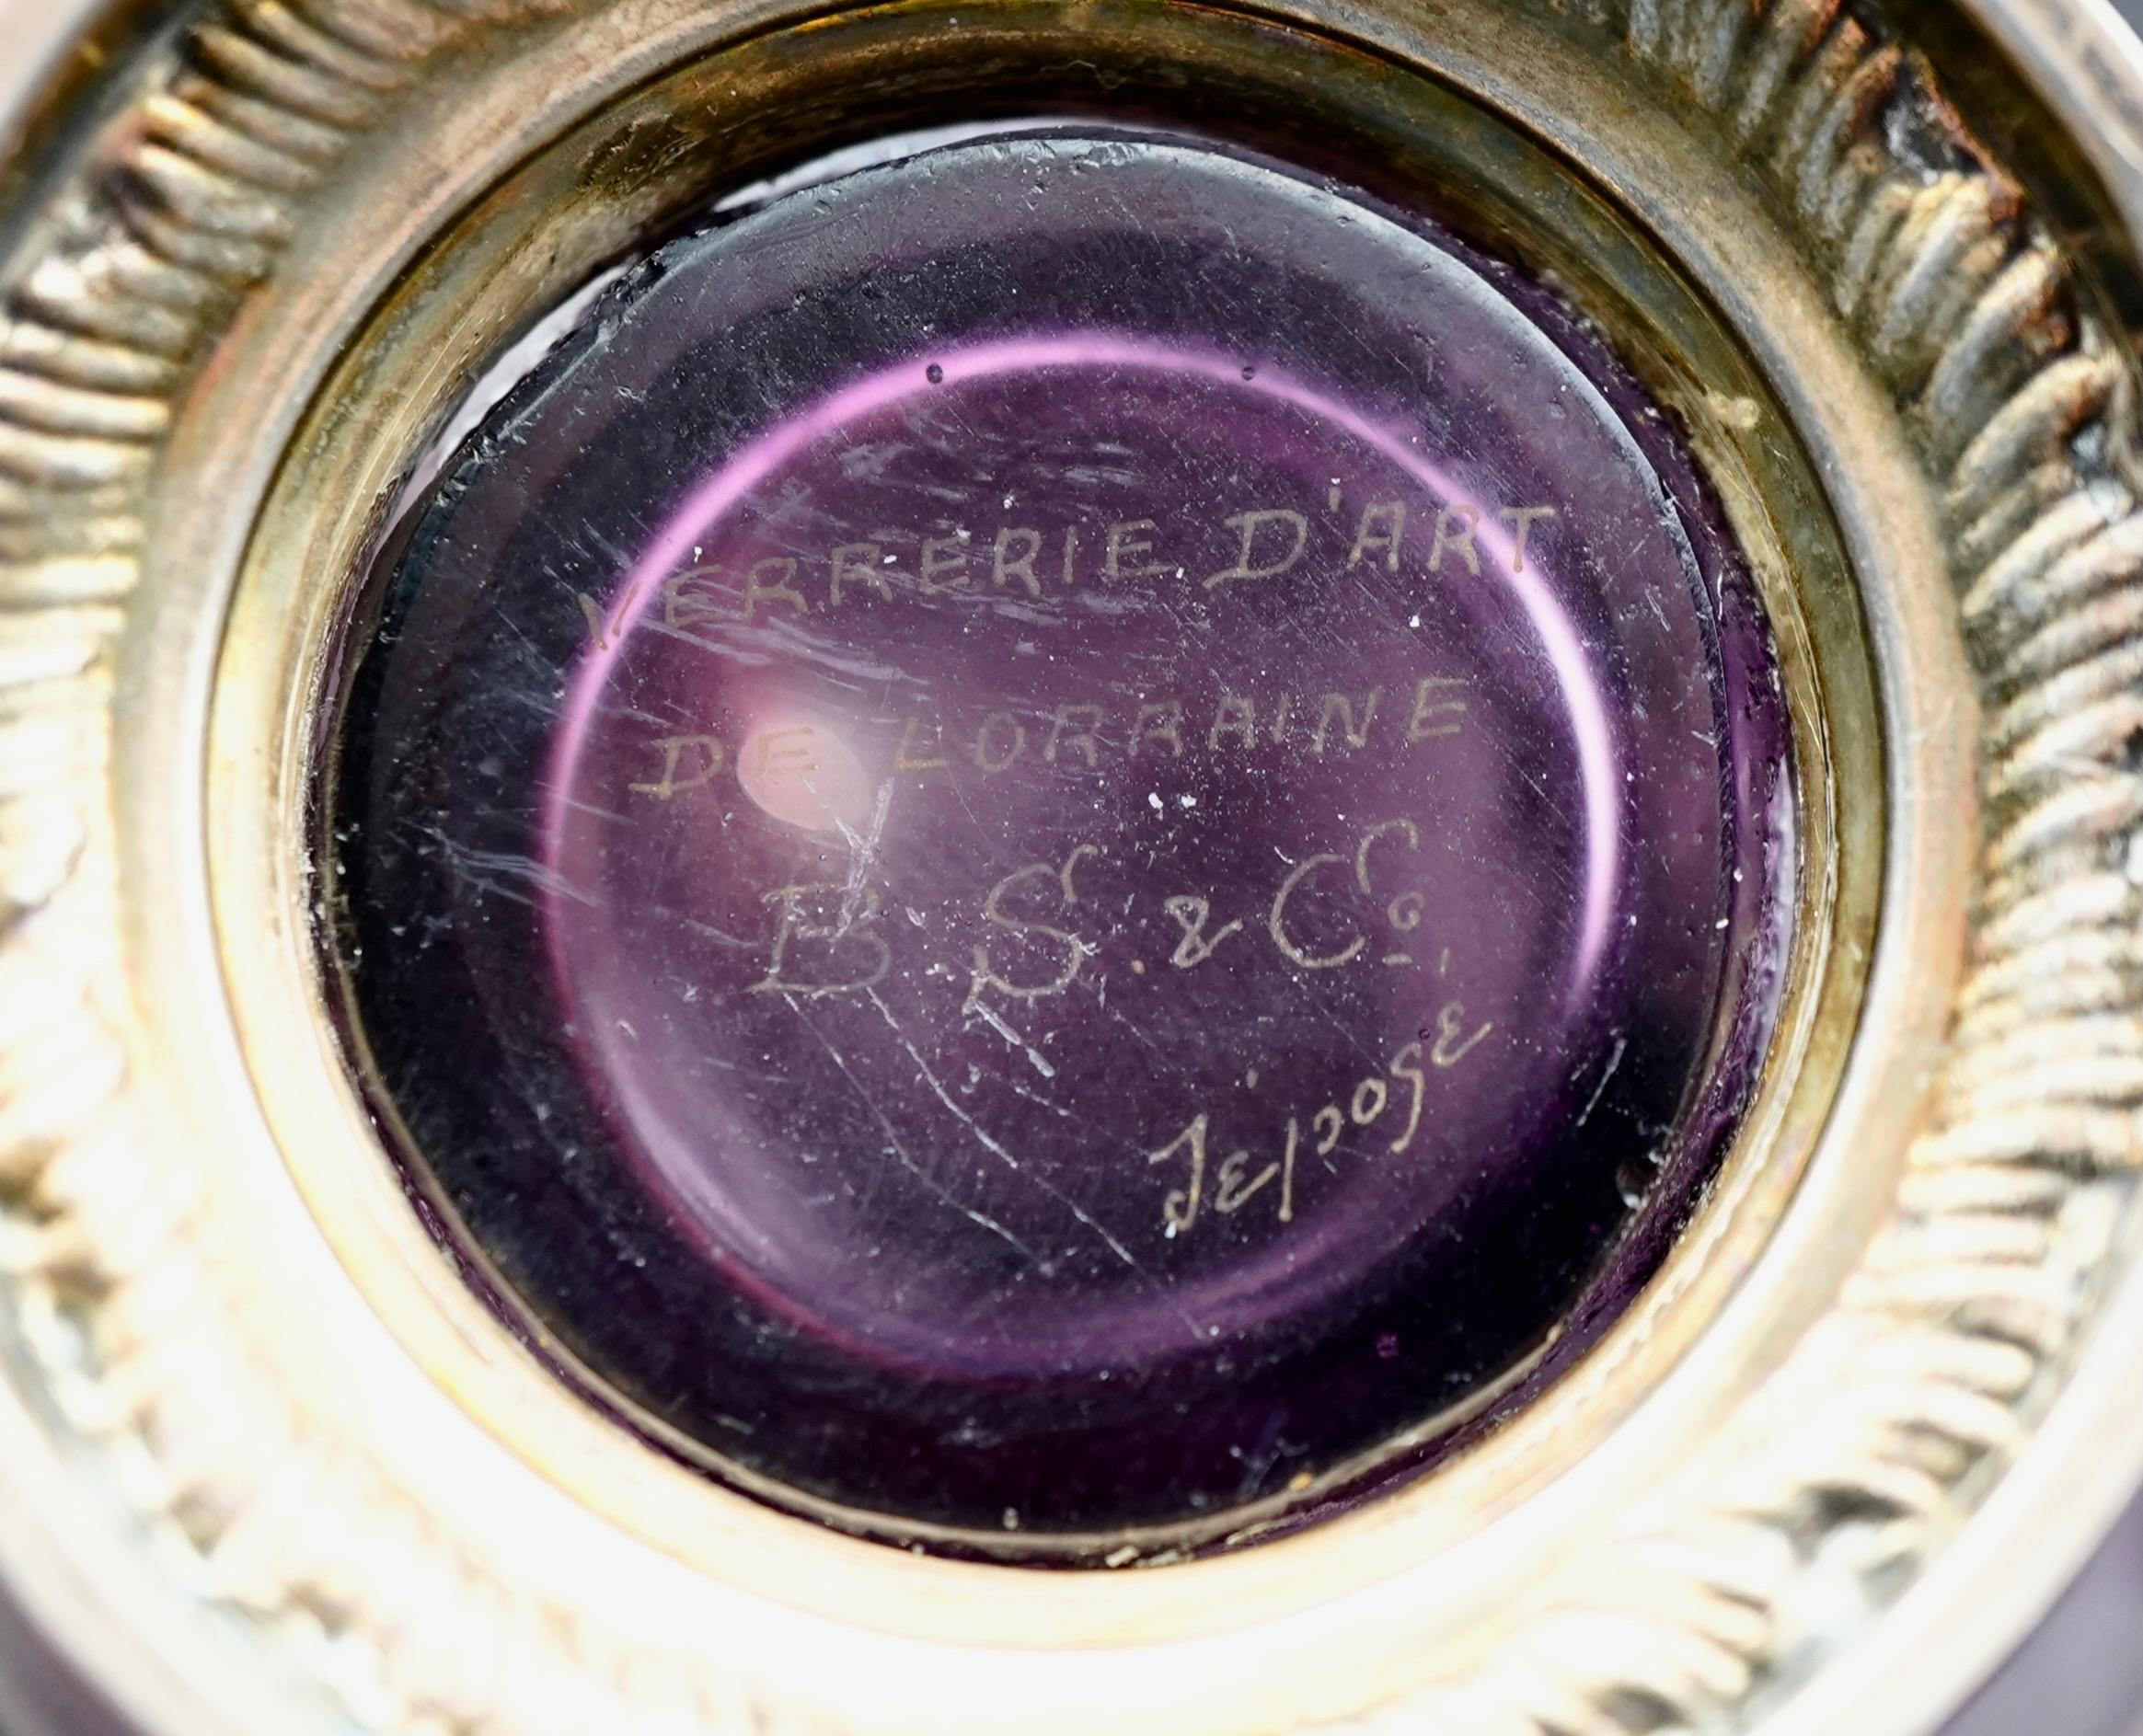 VERRERIE D'ART
DE LORRAINE
B. S. & Co.
Déposé